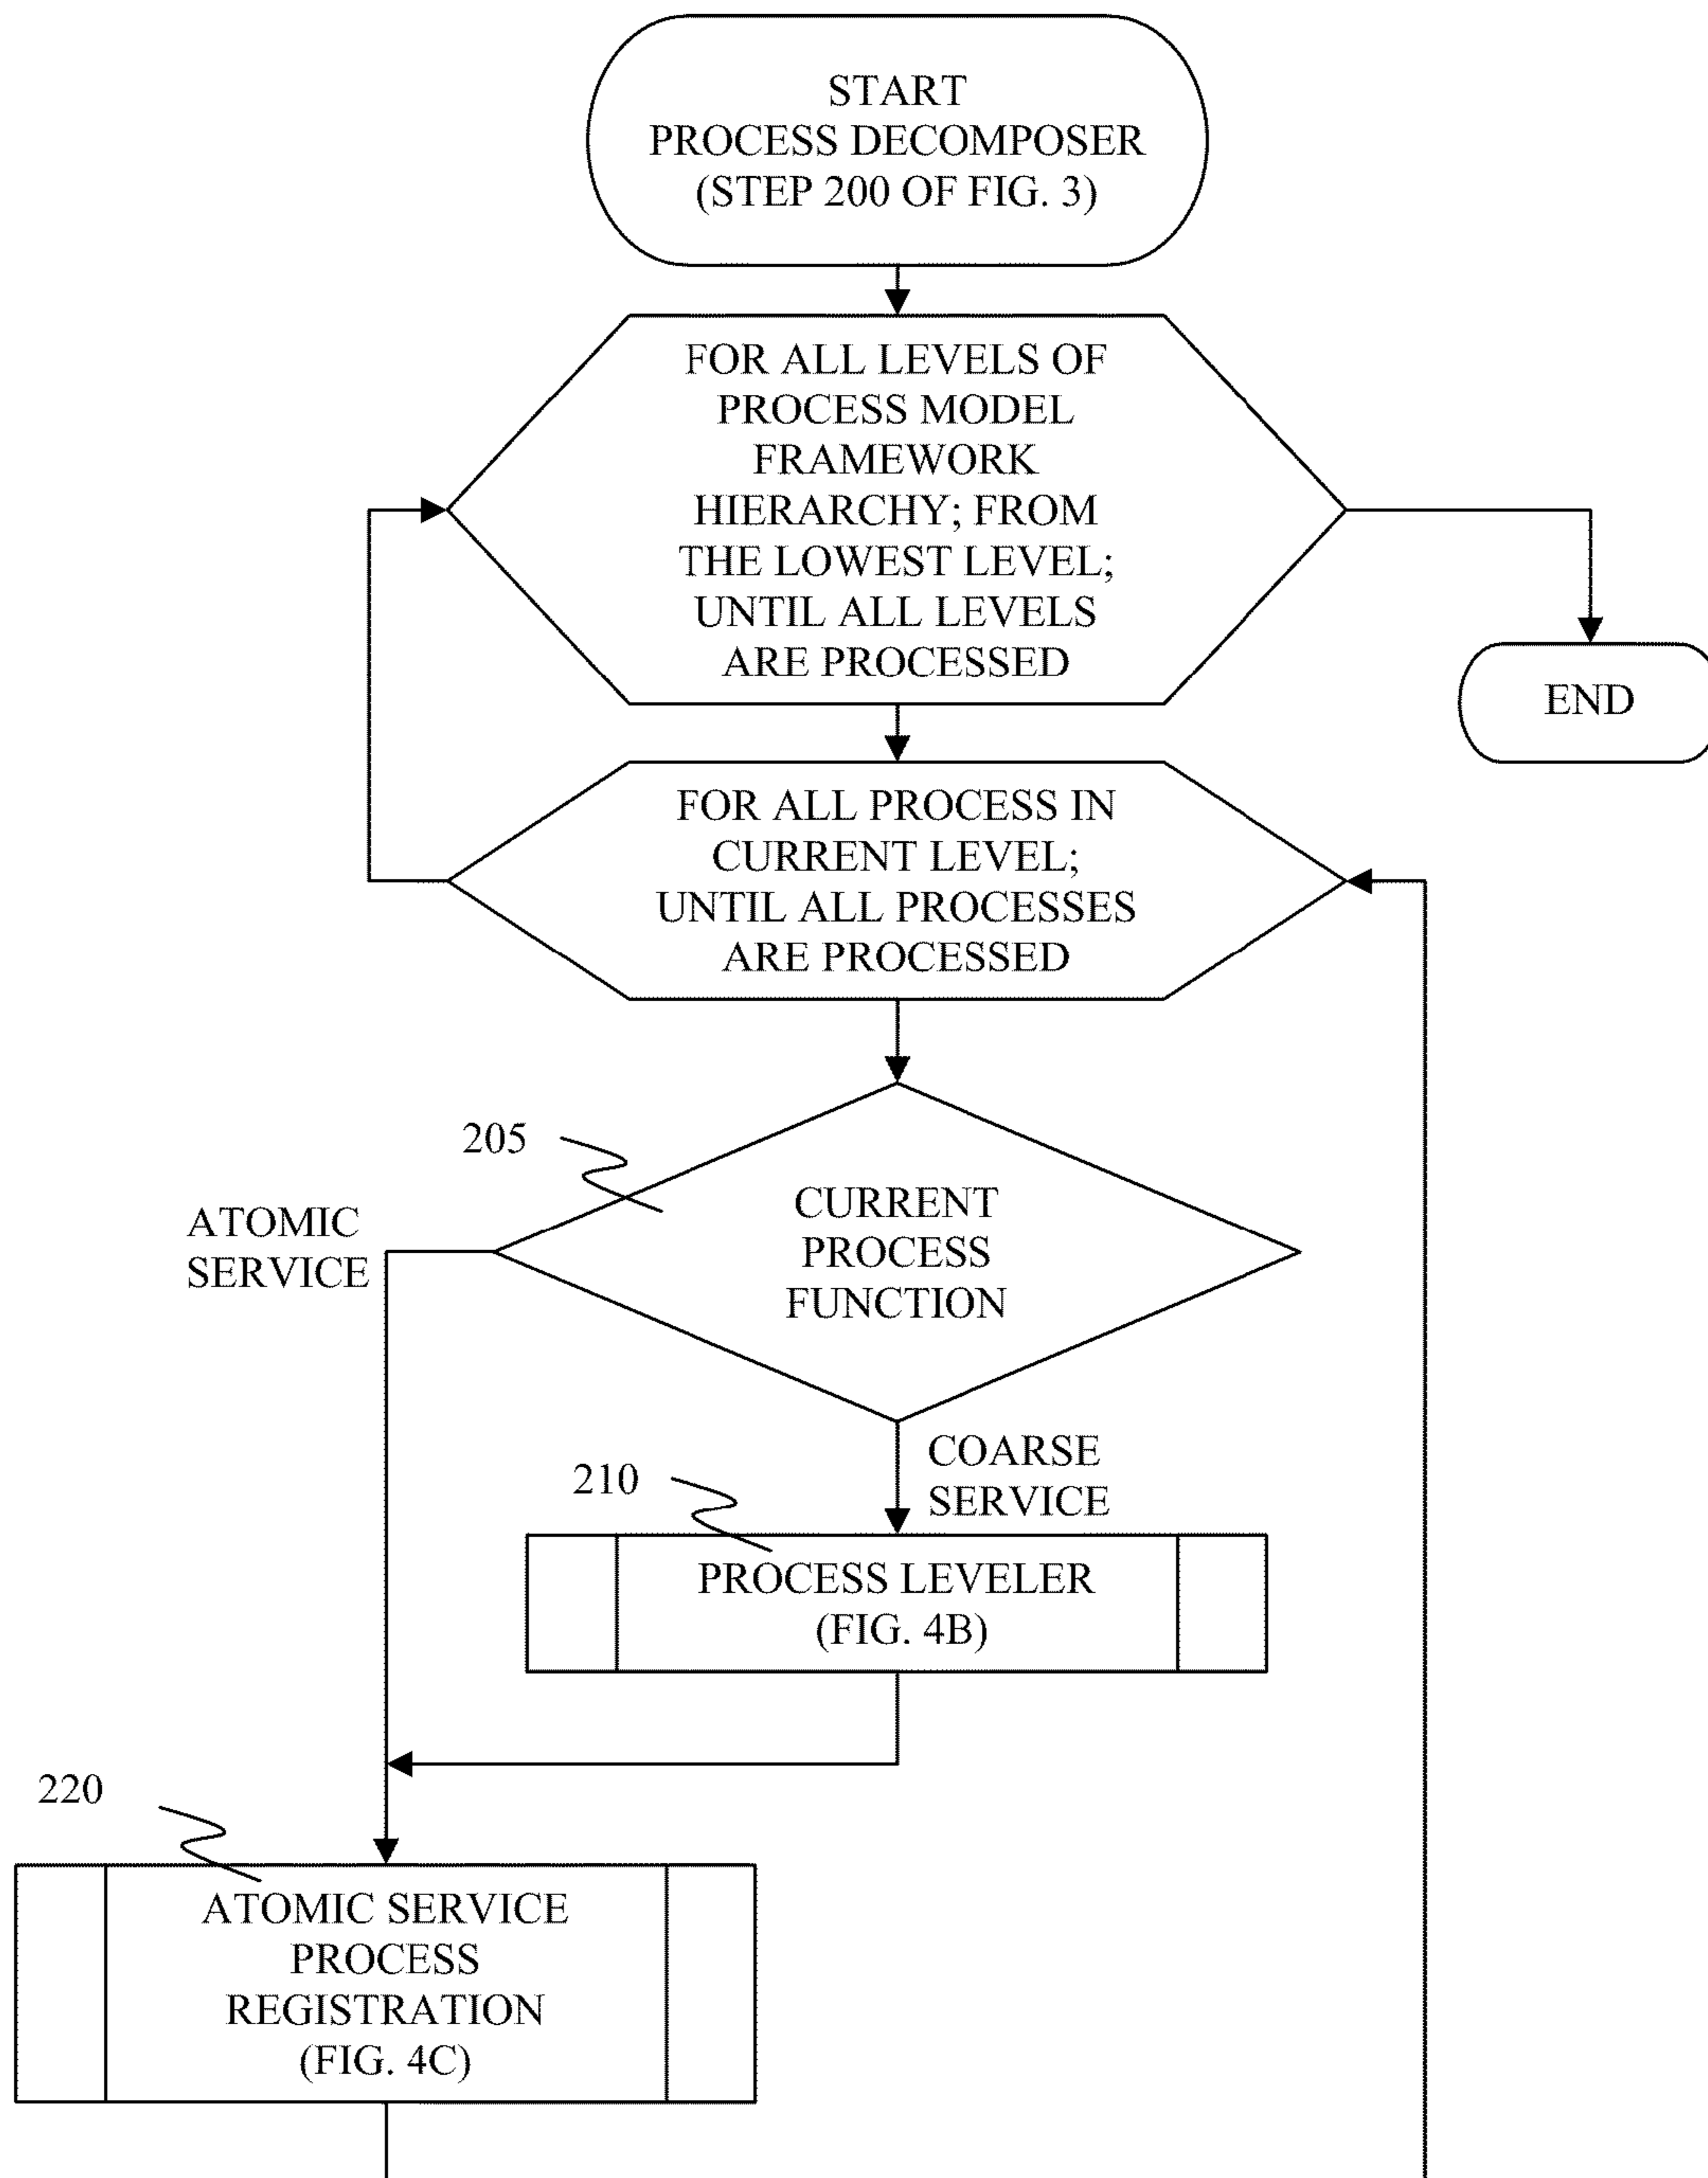 START
PROCESS DECOMPOSER
(STEP 200 OF FIG. 3)
FOR ALL LEVELS OF
PROCESS MODEL
FRAMEWORK
HIERARCHY; FROM
THE LOWEST LEVEL;
UNTIL ALL LEVELS
ARE PROCESSED
END
FOR ALL PROCESS IN
CURRENT LEVEL;
UNTIL ALL PROCESSES
ARE PROCESSED
205
ATOMIC
SERVICE
CURRENT
PROCESS
FUNCTION
COARSE
SERVICE
210
PROCESS LEVELER
(FIG. 4B)
220
ATOMIC SERVICE
PROCESS
REGISTRATION
(FIG. 4C)